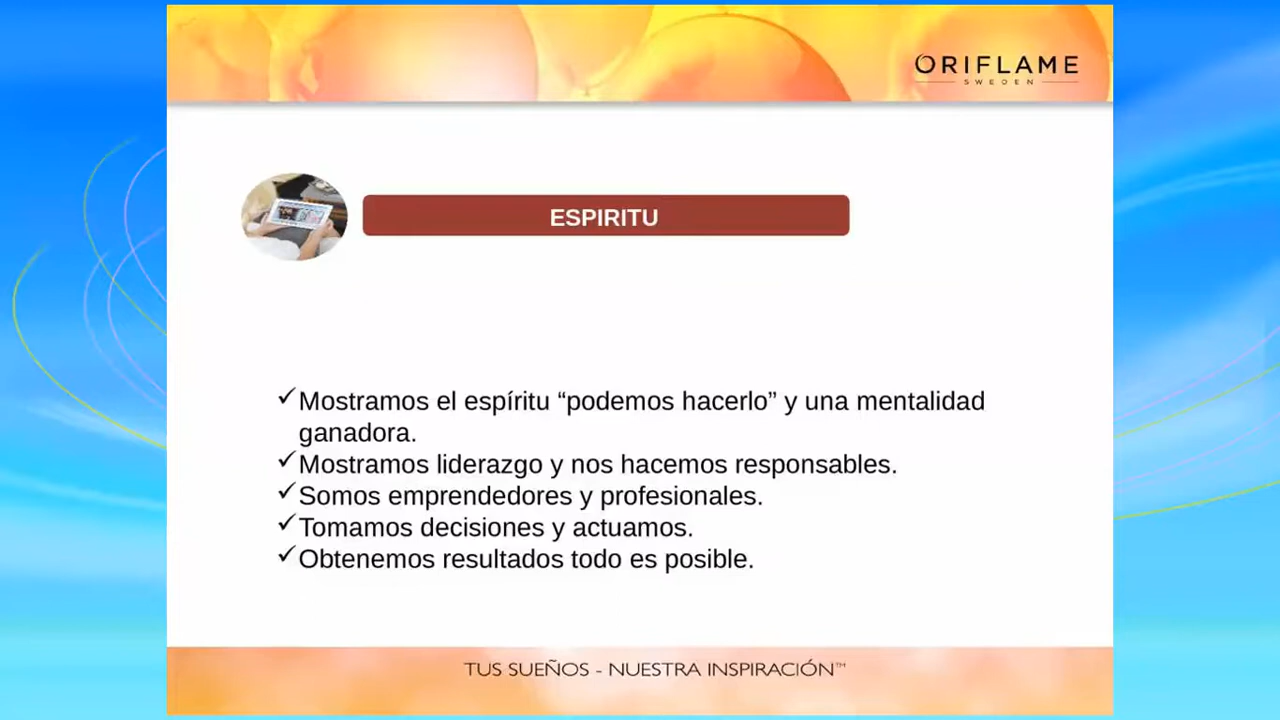 ORIFLAME
SWEDEN
ESPIRITU
✓Mostramos el espíritu “podemos hacerlo” y una mentalidad
ganadora.
✓Mostramos liderazgo y nos hacemos responsables.
✓Somos emprendedores y profesionales.
✓Tomamos decisiones y actuamos.
✓Obtenemos resultados todo es posible.
TUS SUEÑOS - NUESTRA INSPIRACIÓN™